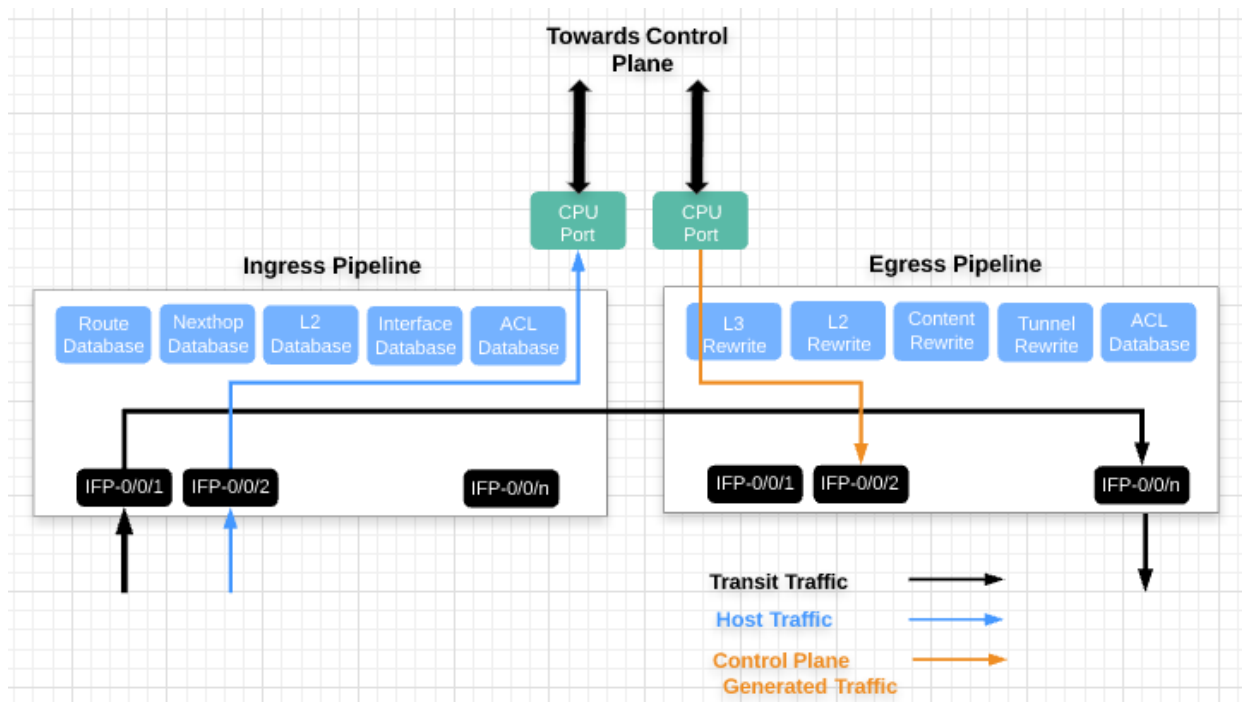 Towards Control
Plane
CPU
Port
CPU
Port
Ingress Pipeline
Egress Pipeline
Route
Database
Nexthop
Database
L2
Database
Interface
Database
ACL
Database
L3
Rewrite
L2
Rewrite
Content
Rewrite
Tunnel
Rewrite
ACL
Database
IFP-0/0/1
IFP-0/0/2
IFP-0/0/n
IFP-0/0/1
IFP-0/0/2
IFP-0/0/n
Transit Traffic
Host Traffic
Control Plane
Generated Traffic